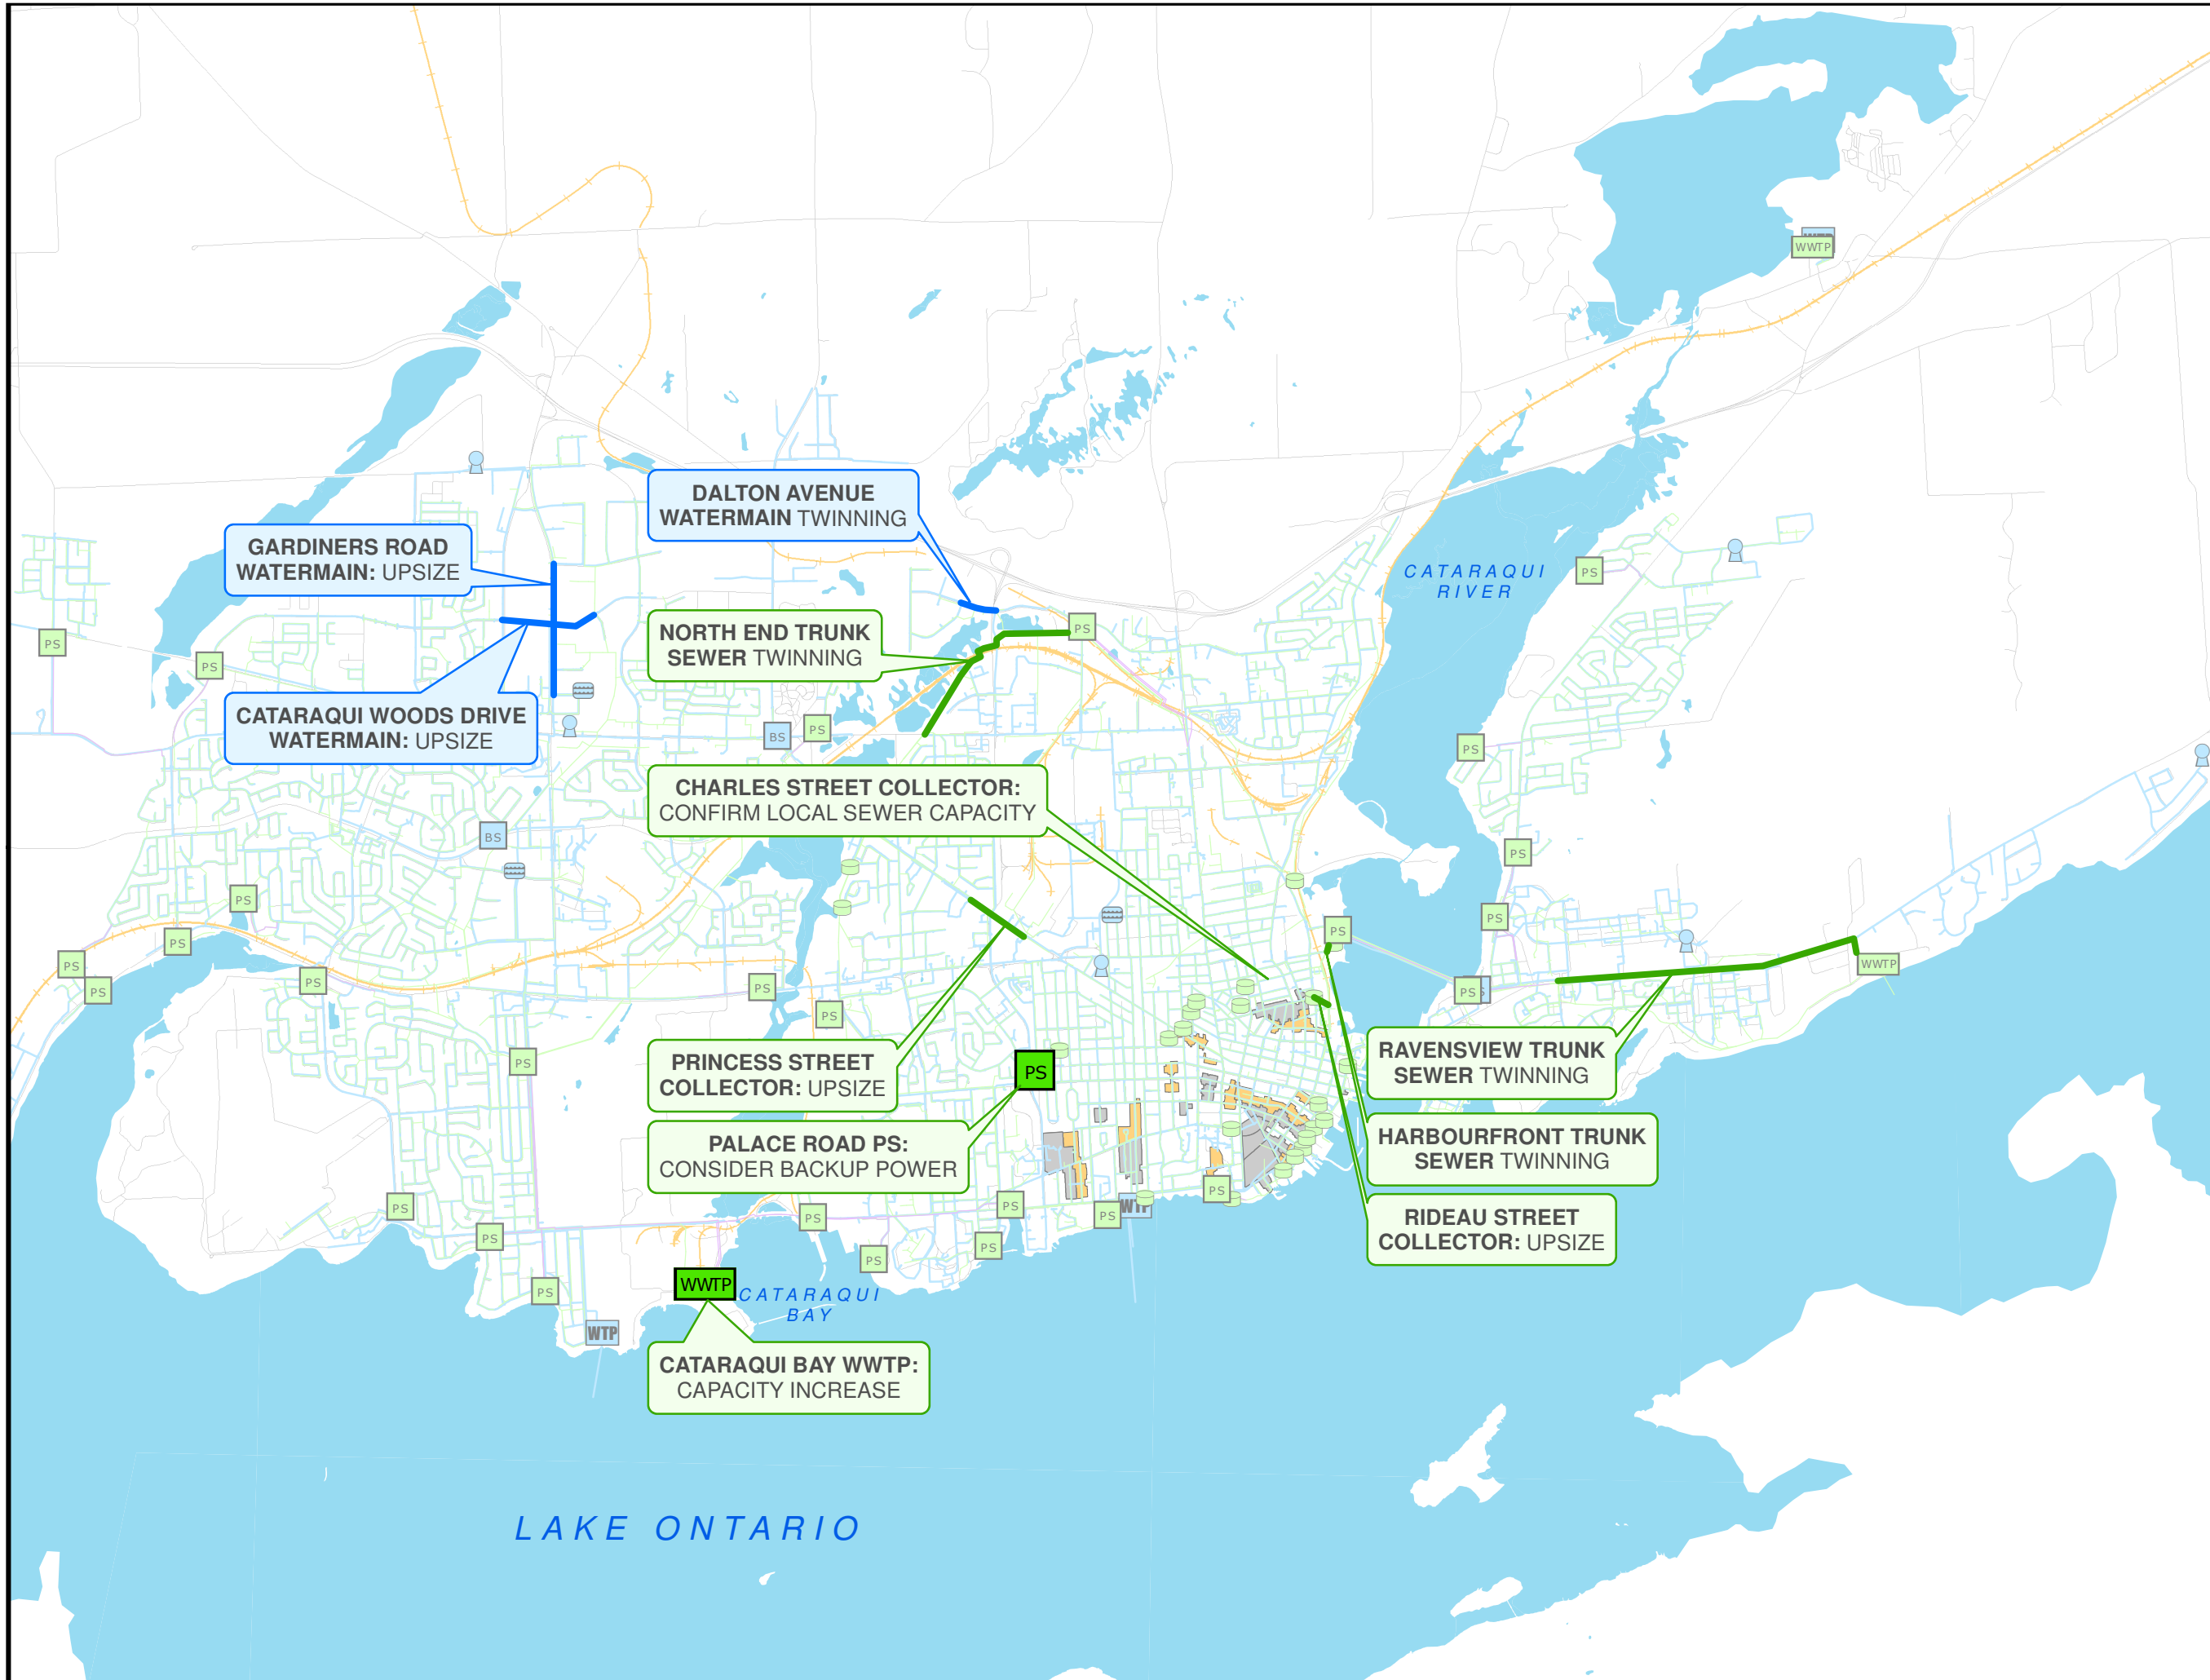 WWTP
DALTON AVENUE
WATERMAIN TWINNING
GARDINERS ROAD
WATERMAIN: UPSIZE
CATARAQUI
RIVER
PS
PS
NORTH END TRUNK
SEWER TWINNING
PS
PS
CATARAQUI WOODS DRIVE
WATERMAIN: UPSIZE
BS
PS
PS
CHARLES STREET COLLECTOR:
CONFIRM LOCAL SEWER CAPACITY
BS
PS
PS
PS
PS
PS
PS
PS
PS
PS
PS
WWTP
PS
PS
PRINCESS STREET
COLLECTOR: UPSIZE
PS
PS
RAVENSVIEW TRUNK
SEWER TWINNING
PALACE ROAD PS:
CONSIDER BACKUP POWER
HARBOURFRONT TRUNK
SEWER TWINNING
PS
PS
PS
PS
WTP
PS
PS
RIDEAU STREET
COLLECTOR: UPSIZE
PS
PS
PS
WWTP
PS
CATARAQUI
BAY
WTP
CATARAQUI BAY WWTP:
CAPACITY INCREASE
LAKE ONTARIO